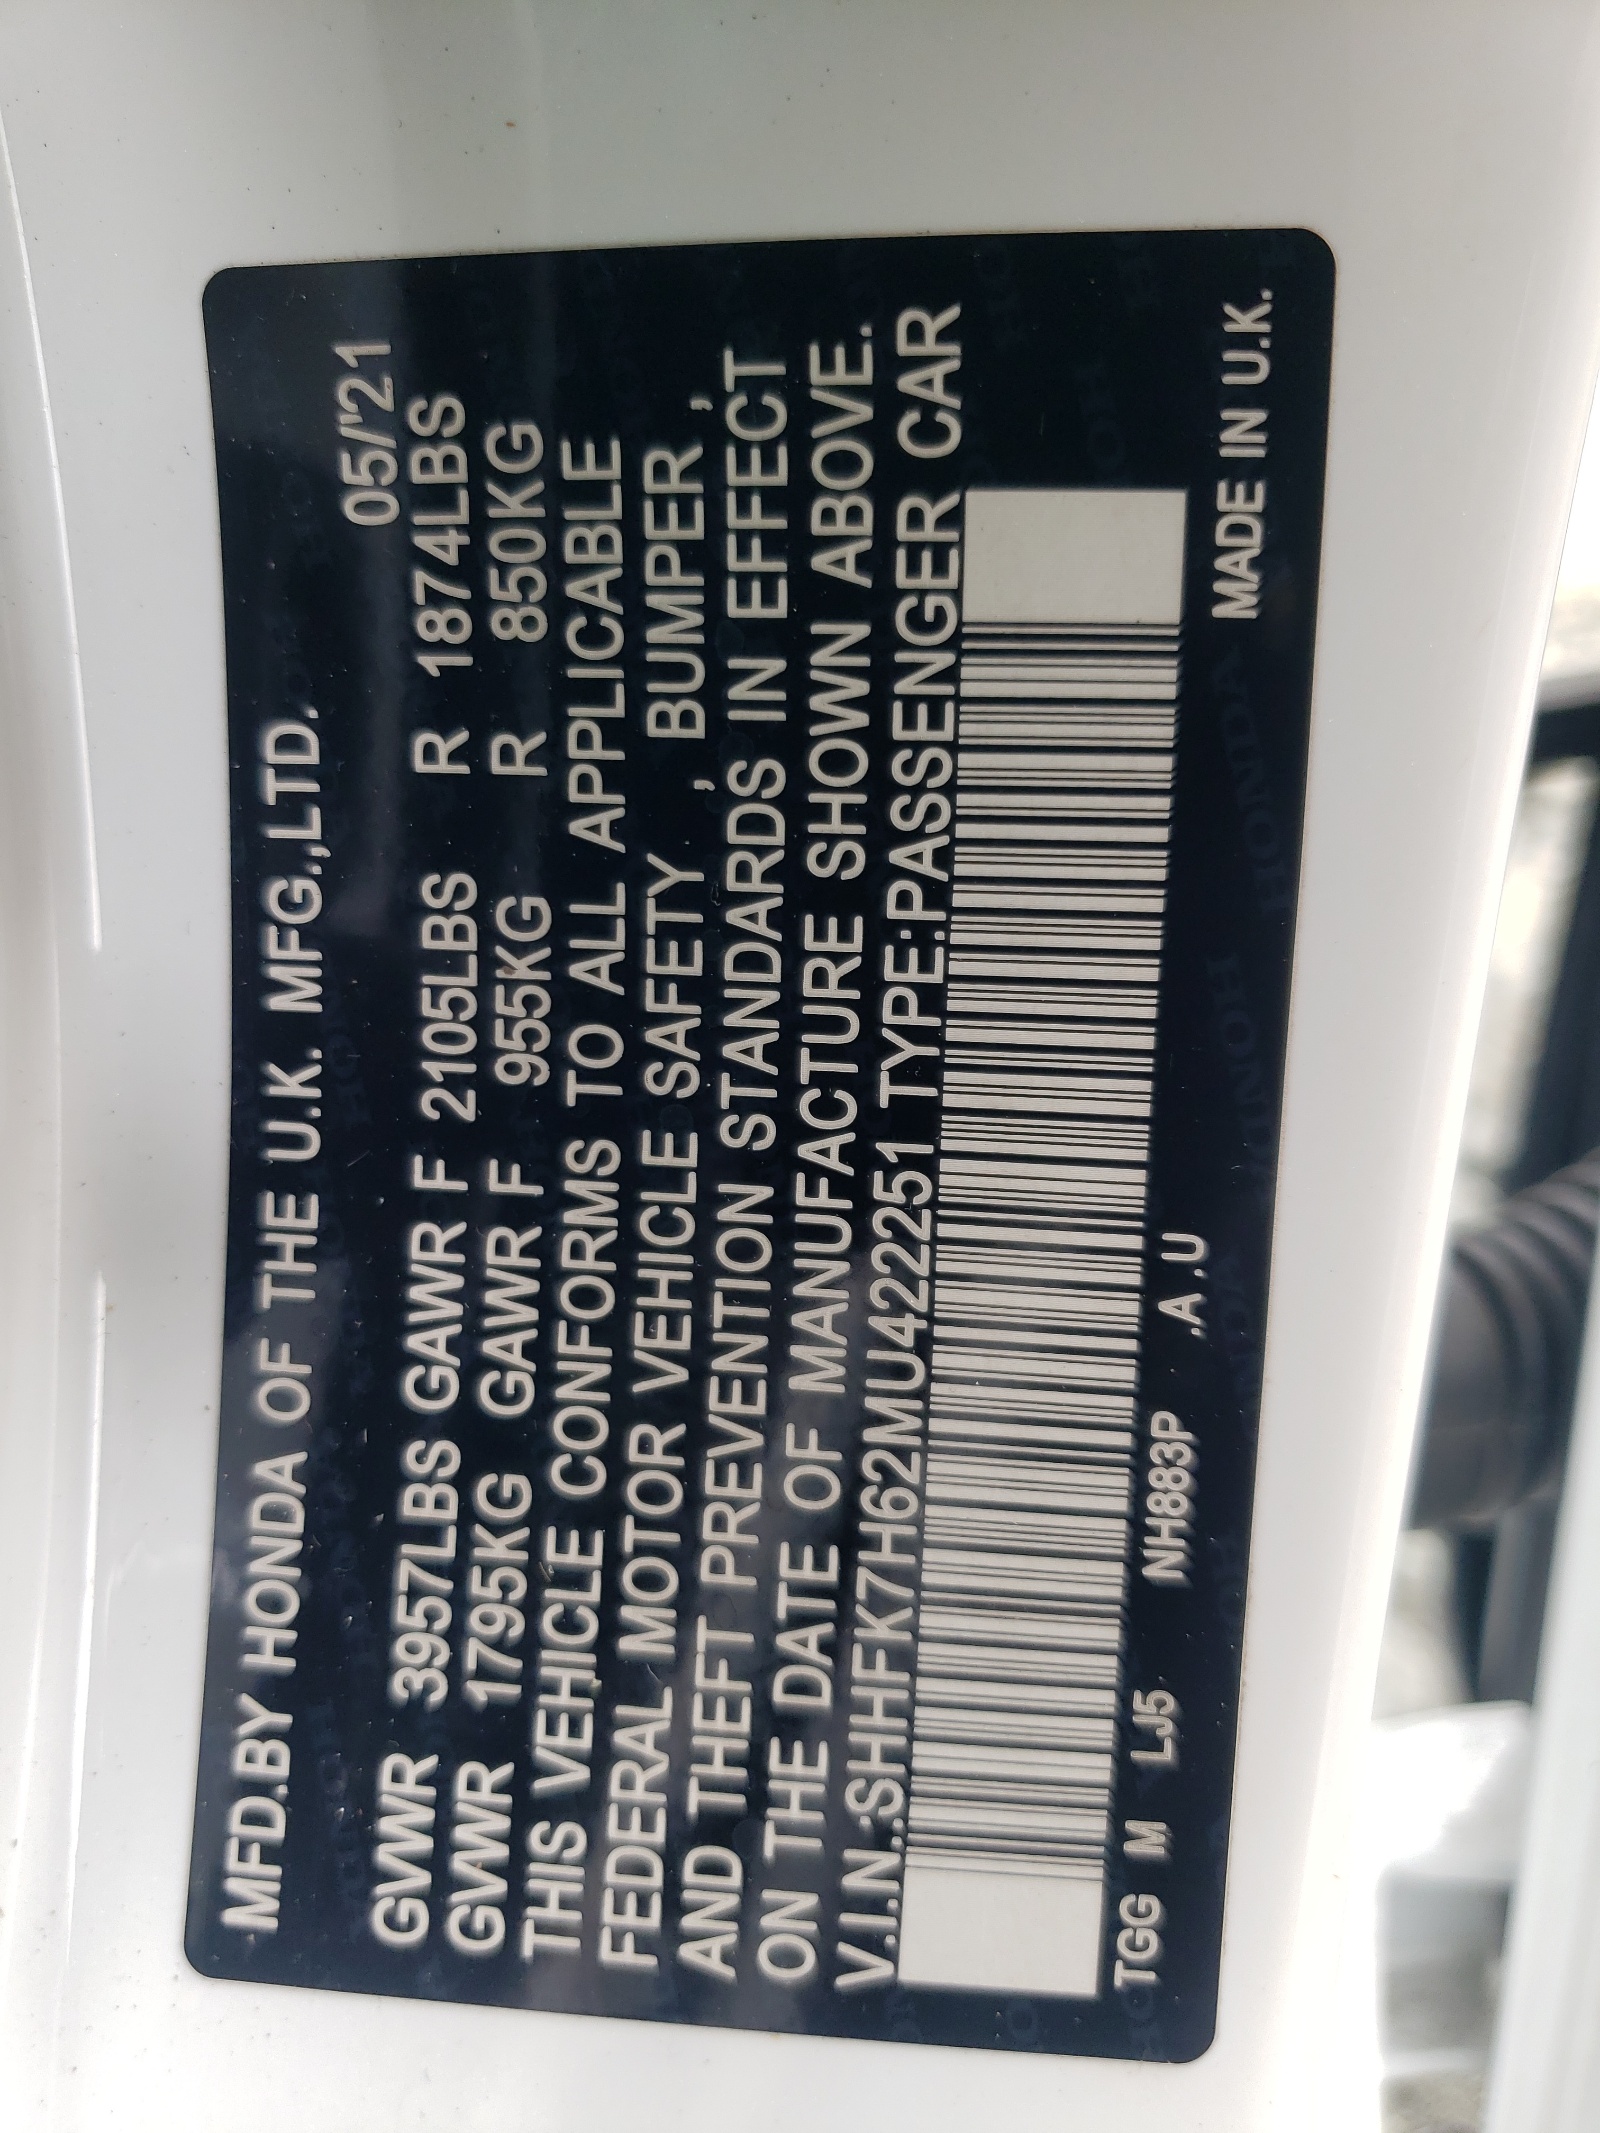 MFD.BY HONDA OF THE U.K. MFG.,LTD.
05/'21
GVWR 3957LBS GAWR F 2105LBS R 1874LBS
GVWR 1795KG GAWR F 955KG R 850KG
THIS VEHICLE CONFORMS TO ALL APPLICABLE
FEDERAL MOTOR VEHICLE SAFETY , BUMPER ,
AND THEFT PREVENTION STANDARDS IN EFFECT
ON THE DATE OF MANUFACTURE SHOWN ABOVE.
V.I.N.:SHHFK7H62MU422251 TYPE:PASSENGER CAR
TGG M LJ5 NH883P .A.U
MADE IN U.K.